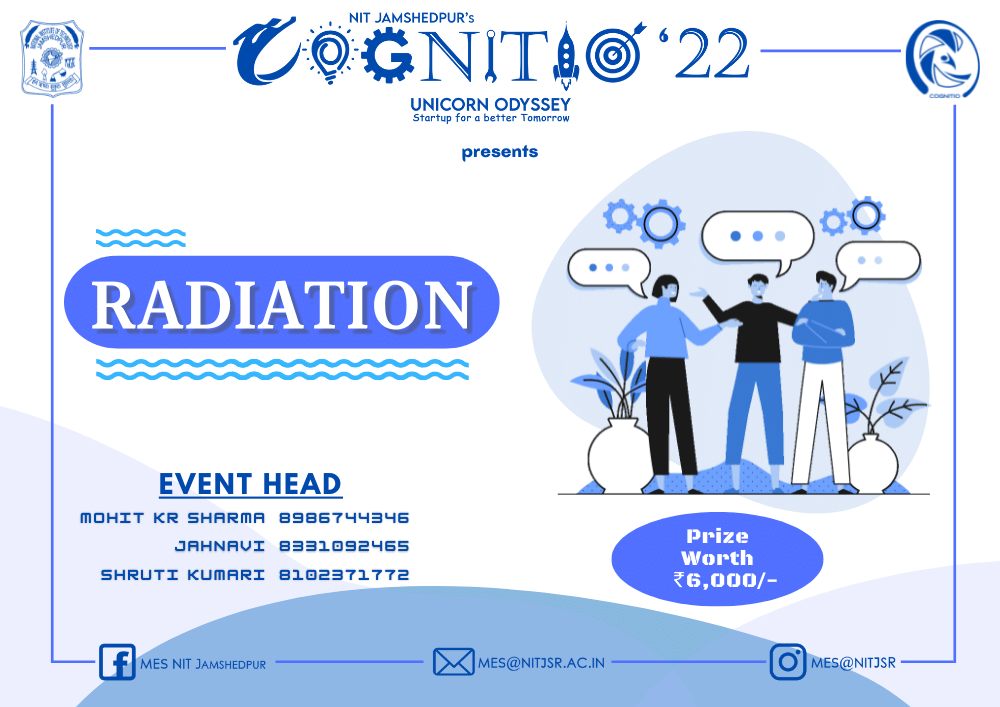 NIT JAMSHEDPUR's
COGNITIO '22
UNICORN ODYSSEY
Startup for a better Tomorrow
presents
COGNITIO
RADIATION
EVENT HEAD
MOHIT KR SHARMA 8986744346
JAHNAVI 8331092465
SHRUTI KUMARI 8102371772
Prize
Worth
₹6,000/-
MES NIT JAMSHEDPUR
MES@NITJSR.AC.IN
MES@NITJSR